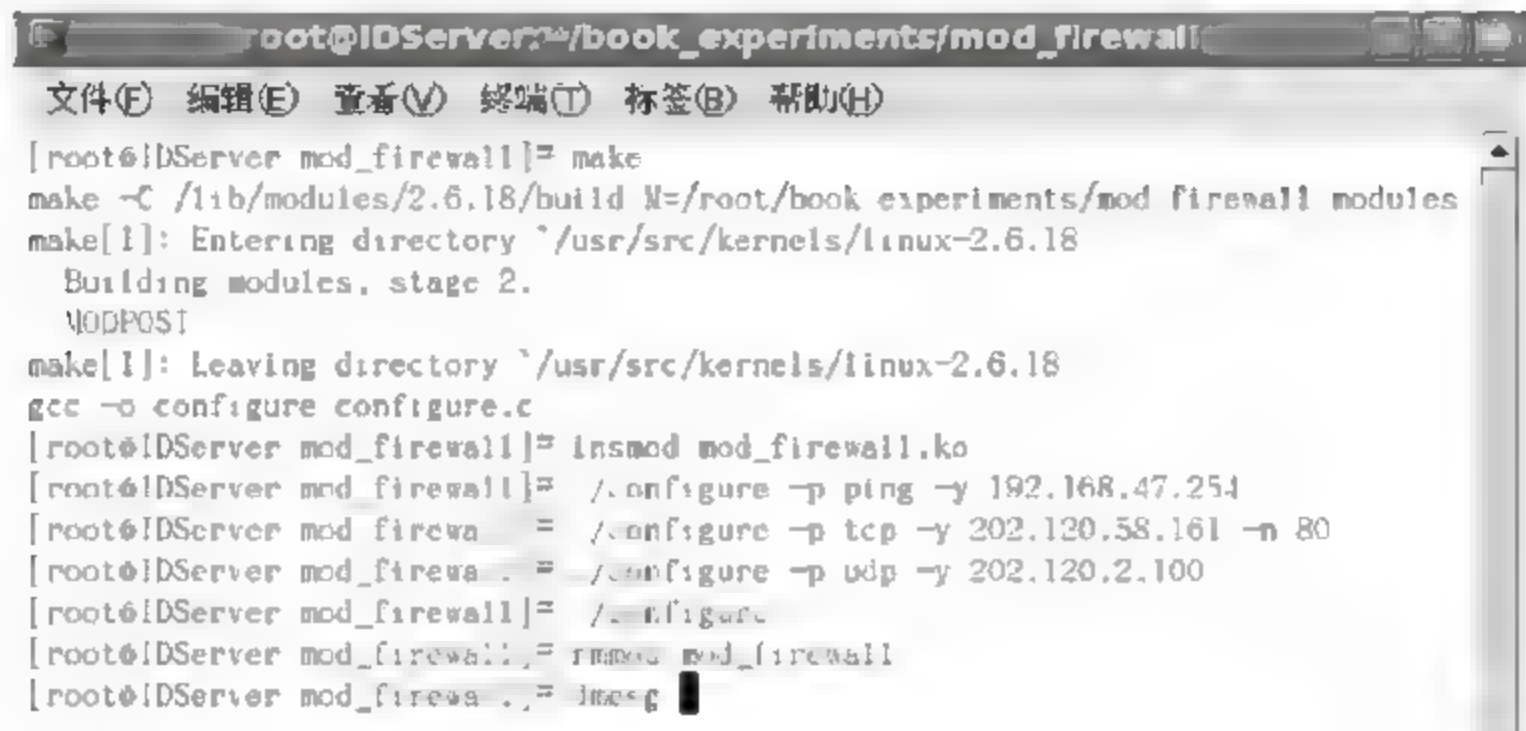 root@IDServer:~/book_experiments/mod_firewall
文件(F) 编辑(E) 查看(V) 终端(T) 标签(B) 帮助(H)
[root@IDServer mod_firewall]# make
make -C /lib/modules/2.6.18/build M=/root/book_experiments/mod_firewall modules
make[1]: Entering directory `/usr/src/kernels/linux-2.6.18
Building modules, stage 2.
MODPOST
make[1]: Leaving directory `/usr/src/kernels/linux-2.6.18
gcc -o configure configure.c
[root@IDServer mod_firewall]# insmod mod_firewall.ko
[root@IDServer mod_firewall]# ./configure -p ping -y 192.168.47.254
[root@IDServer mod_firewall]# ./configure -p tcp -y 202.120.58.161 -n 80
[root@IDServer mod_firewall]# ./configure -p udp -y 202.120.2.100
[root@IDServer mod_firewall]# ./configure
[root@IDServer mod_firewall]# rmmod mod_firewall
[root@IDServer mod_firewall]# dmesg